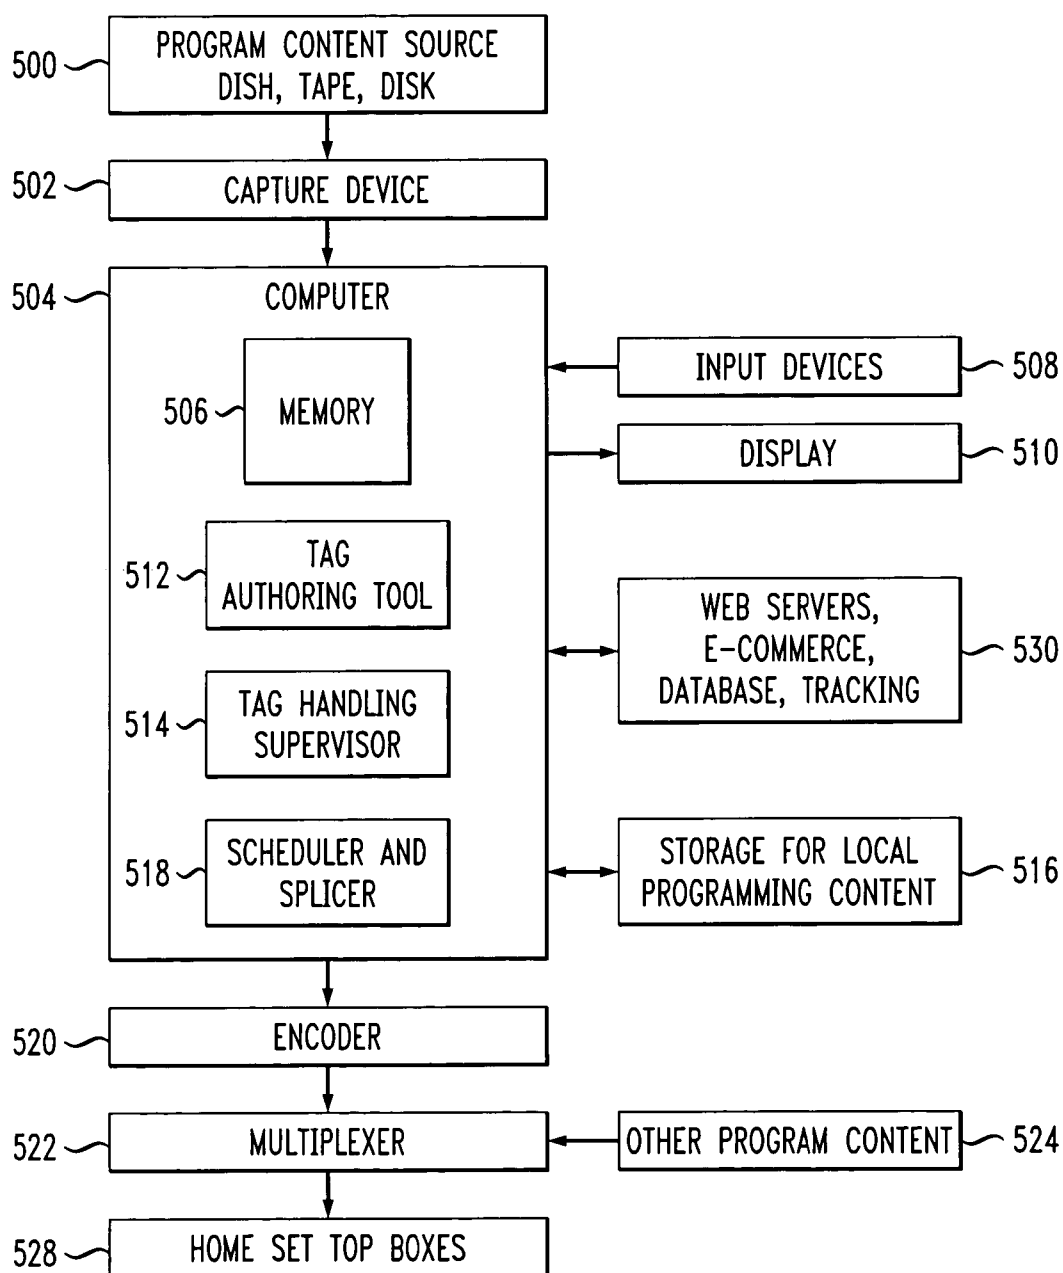 500
PROGRAM CONTENT SOURCE
DISH, TAPE, DISK
502
CAPTURE DEVICE
504
COMPUTER
506
MEMORY
INPUT DEVICES
508
DISPLAY
510
512
TAG
AUTHORING TOOL
WEB SERVERS,
E-COMMERCE,
DATABASE, TRACKING
530
514
TAG HANDLING
SUPERVISOR
518
SCHEDULER AND
SPLICER
STORAGE FOR LOCAL
PROGRAMMING CONTENT
516
520
ENCODER
522
MULTIPLEXER
OTHER PROGRAM CONTENT
524
528
HOME SET TOP BOXES